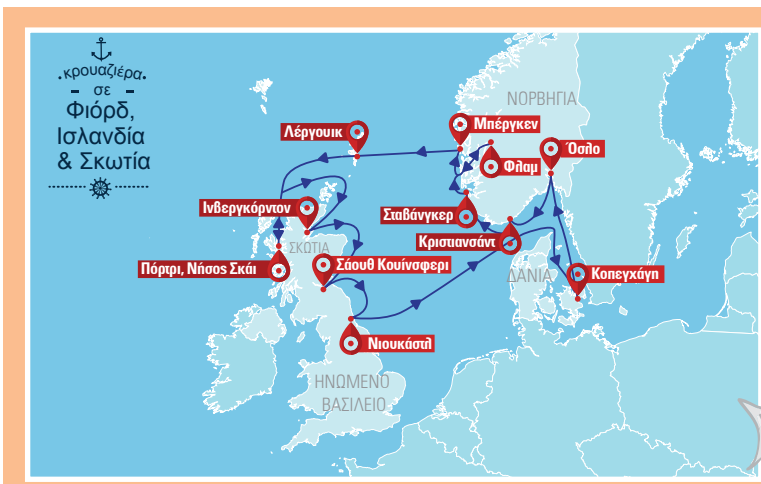 κρουαζιέρα
σε
Φιόρδ,
Ισλανδία
& Σκωτία
ΝΟΡΒΗΓΙΑ
Λέργουικ
Μπέργκεν
Φλαμ
Όσλο
Ινβεργκόρντον
Σταβάνγκερ
Κριστιανσάντ
ΣΚΩΤΙΑ
Πόρτρι, Νήσος Σκάι
Σάουθ Κουίνσφερι
ΔΑΝΙΑ
Κοπεγχάγη
Νιουκάστλ
ΗΝΩΜΕΝΟ
ΒΑΣΙΛΕΙΟ